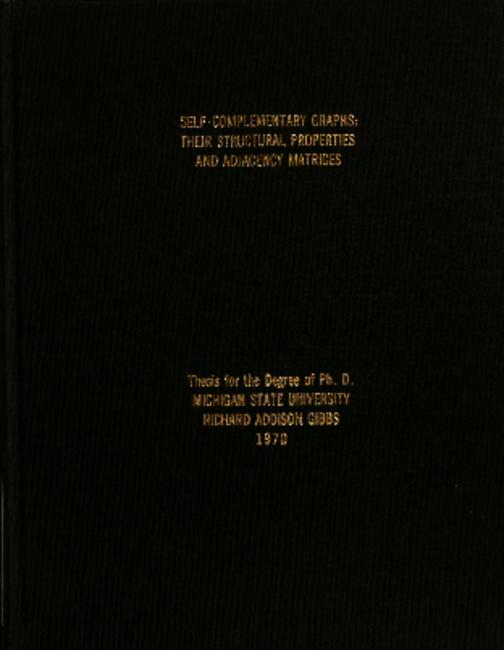 SELF-COMPLEMENTARY GRAPHS:
THEIR STRUCTURAL PROPERTIES
AND ADJACENCY MATRICES
Thesis for the Degree of Ph. D.
MICHIGAN STATE UNIVERSITY
RICHARD ADDISON GIBBS
1970